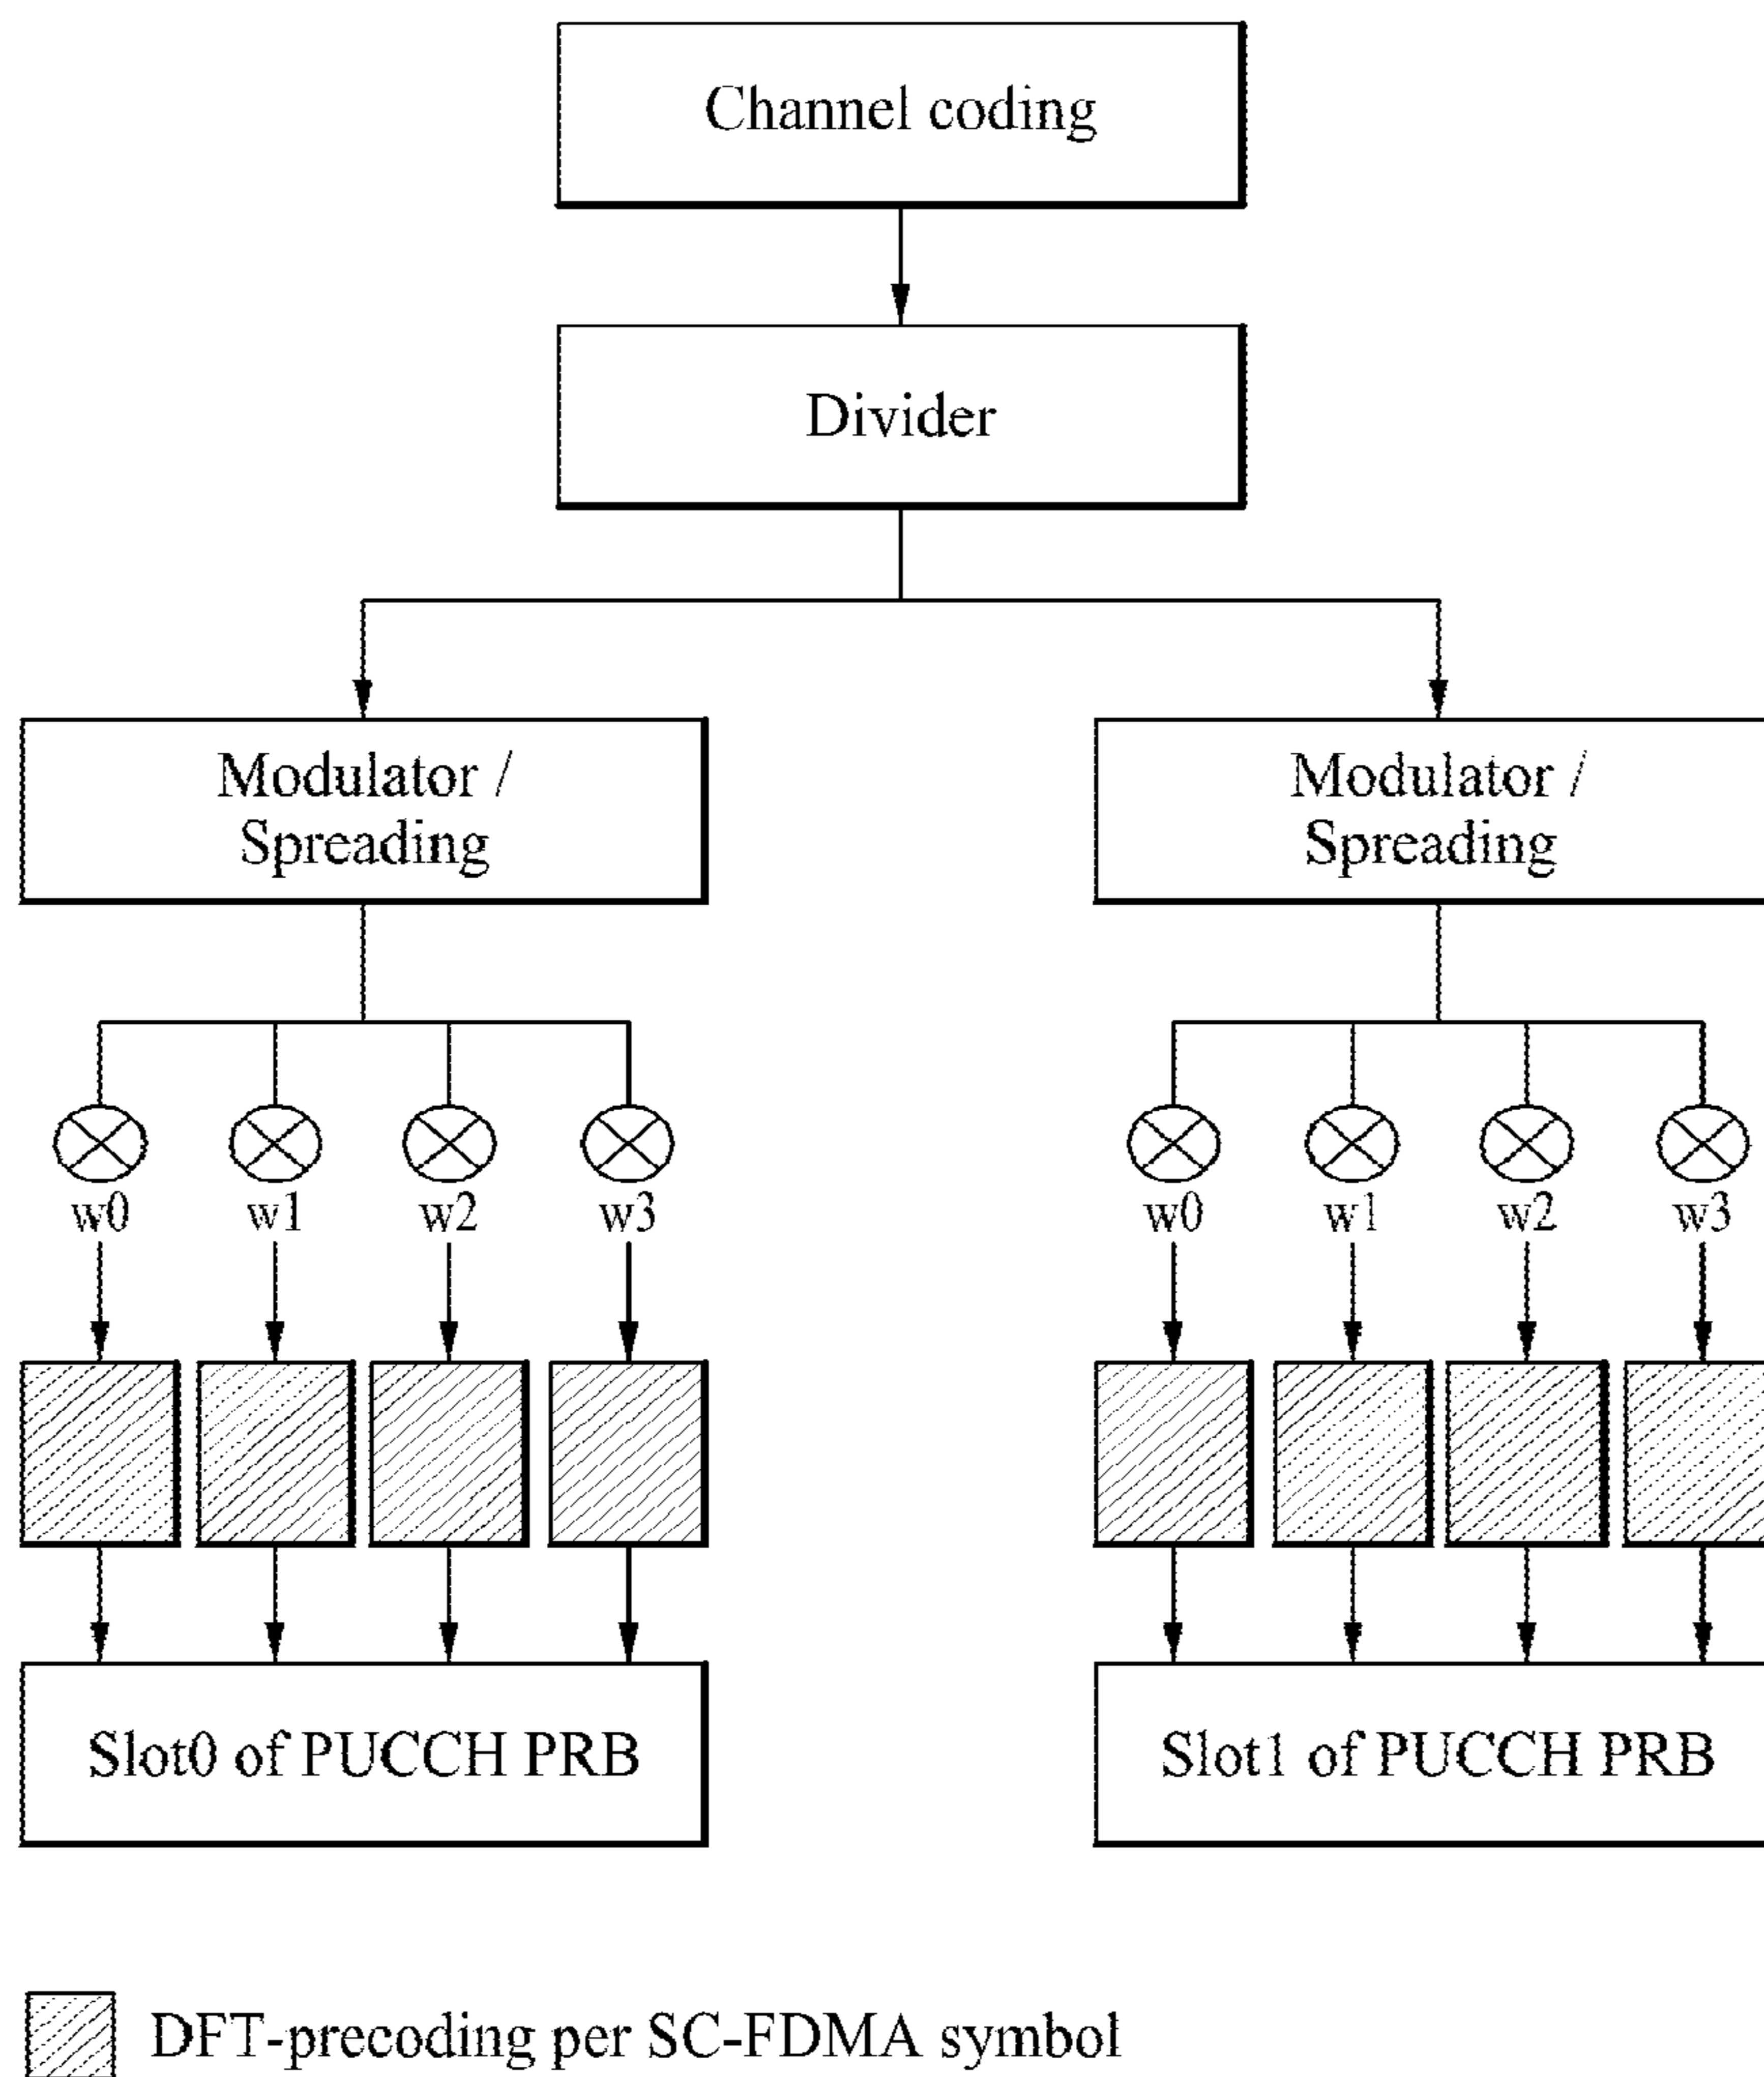 Channel coding
Divider
Modulator /
Spreading
Modulator /
Spreading
w0 w1 w2 w3
w0 w1 w2 w3
Slot0 of PUCCH PRB
Slot1 of PUCCH PRB
DFT-precoding per SC-FDMA symbol